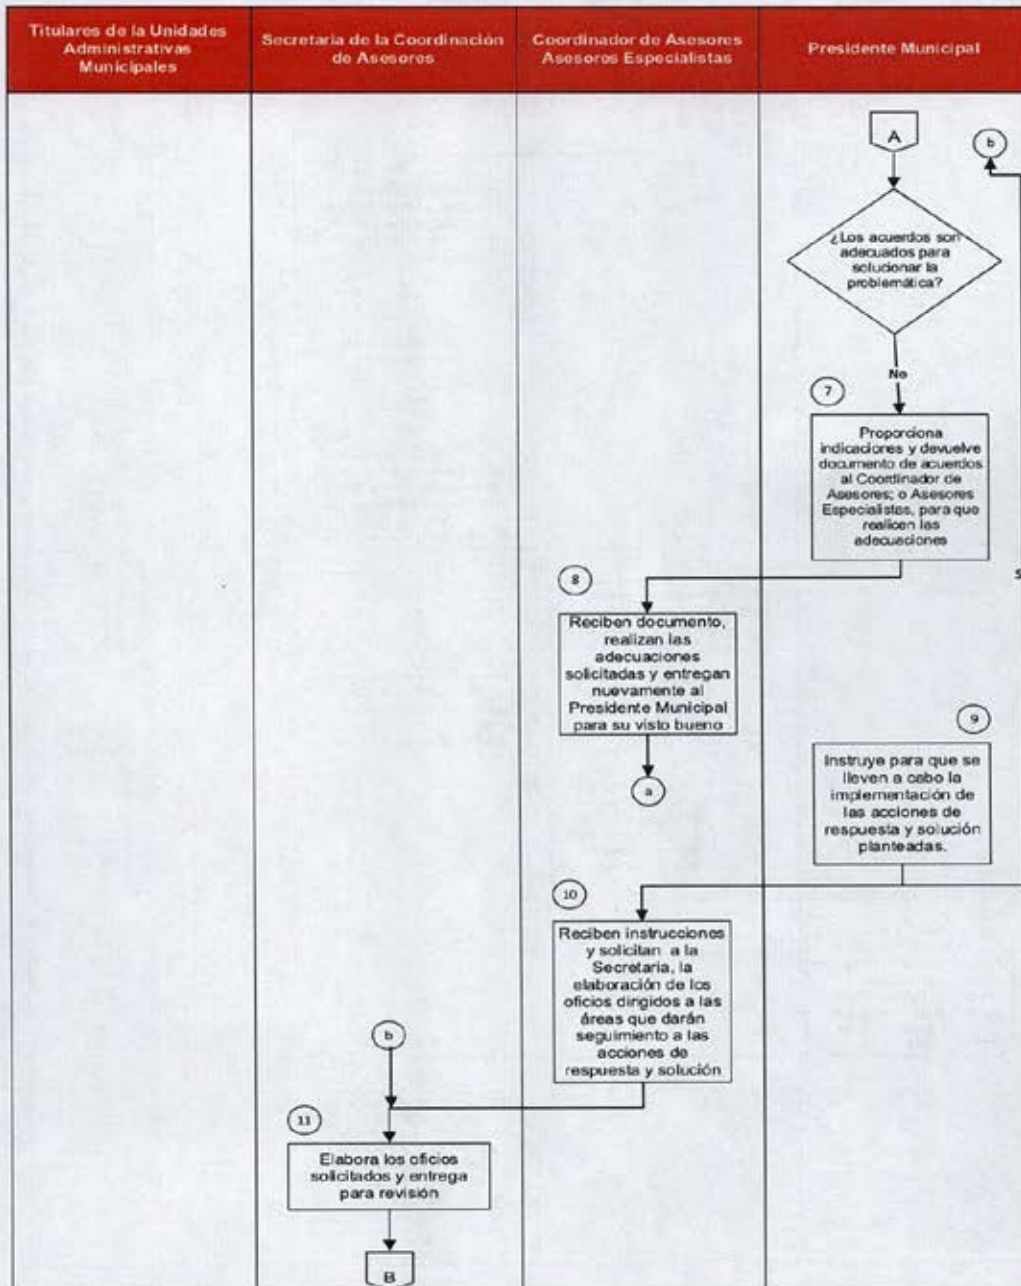 Titulares de la Unidades
Administrativas
Municipales
Secretaria de la Coordinación
de Asesores
Coordinador de Asesores
Asesores Especialistas
Presidente Municipal
A
b
¿Los acuerdos son
adecuados para
solucionar la
problemática?
No
7
Proporciona
indicaciones y devuelve
documento de acuerdos
al Coordinador de
Asesores; o Asesores
Especialistas, para que
realicen las
adecuaciones
S
8
Reciben documento,
realizan las
adecuaciones
solicitadas y entregan
nuevamente al
Presidente Municipal
para su visto bueno
a
9
Instruye para que se
lleven a cabo la
implementación de
las acciones de
respuesta y solución
planteadas.
10
Reciben instrucciones
y solicitan a la
Secretaria, la
elaboración de los
oficios dirigidos a las
áreas que darán
seguimiento a las
acciones de
respuesta y solución
b
11
Elabora los oficios
solicitados y entrega
para revisión
B